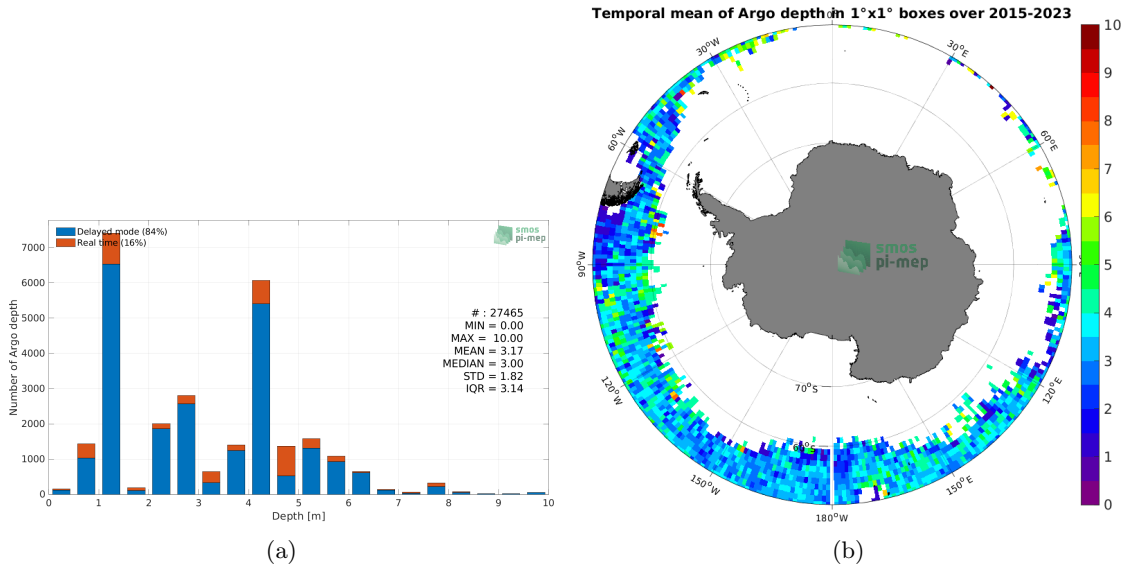 Temporal mean of Argo depth in 1°x1° boxes over 2015-2023
Delayed mode (84%)
Real time (16%)
smos
pi-mep
# : 27465
MIN = 0.00
MAX = 10.00
MEAN = 3.17
MEDIAN = 3.00
STD = 1.82
IQR = 3.14
Number of Argo depth
7000
6000
5000
4000
3000
2000
1000
0
0 1 2 3 4 5 6 7 8 9 10
Depth [m]
(a)
0°
30°W
30°E
60°W
60°E
90°W
120°W
120°E
150°W
150°E
180°W
70°S
60°S
smos
pi-mep
10
9
8
7
6
5
4
3
2
1
0
(b)